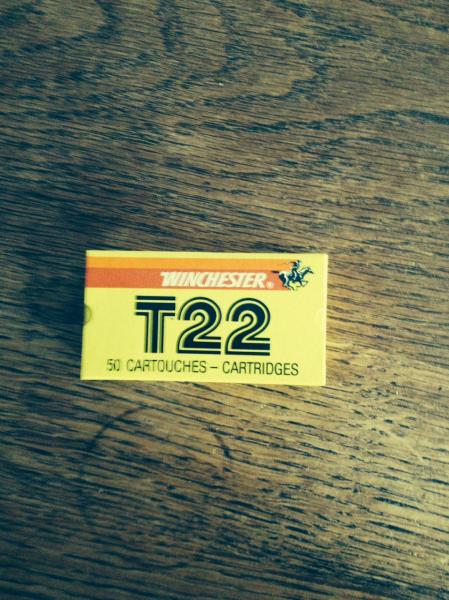 WINCHESTER®
T22
50 CARTOUCHES – CARTRIDGES